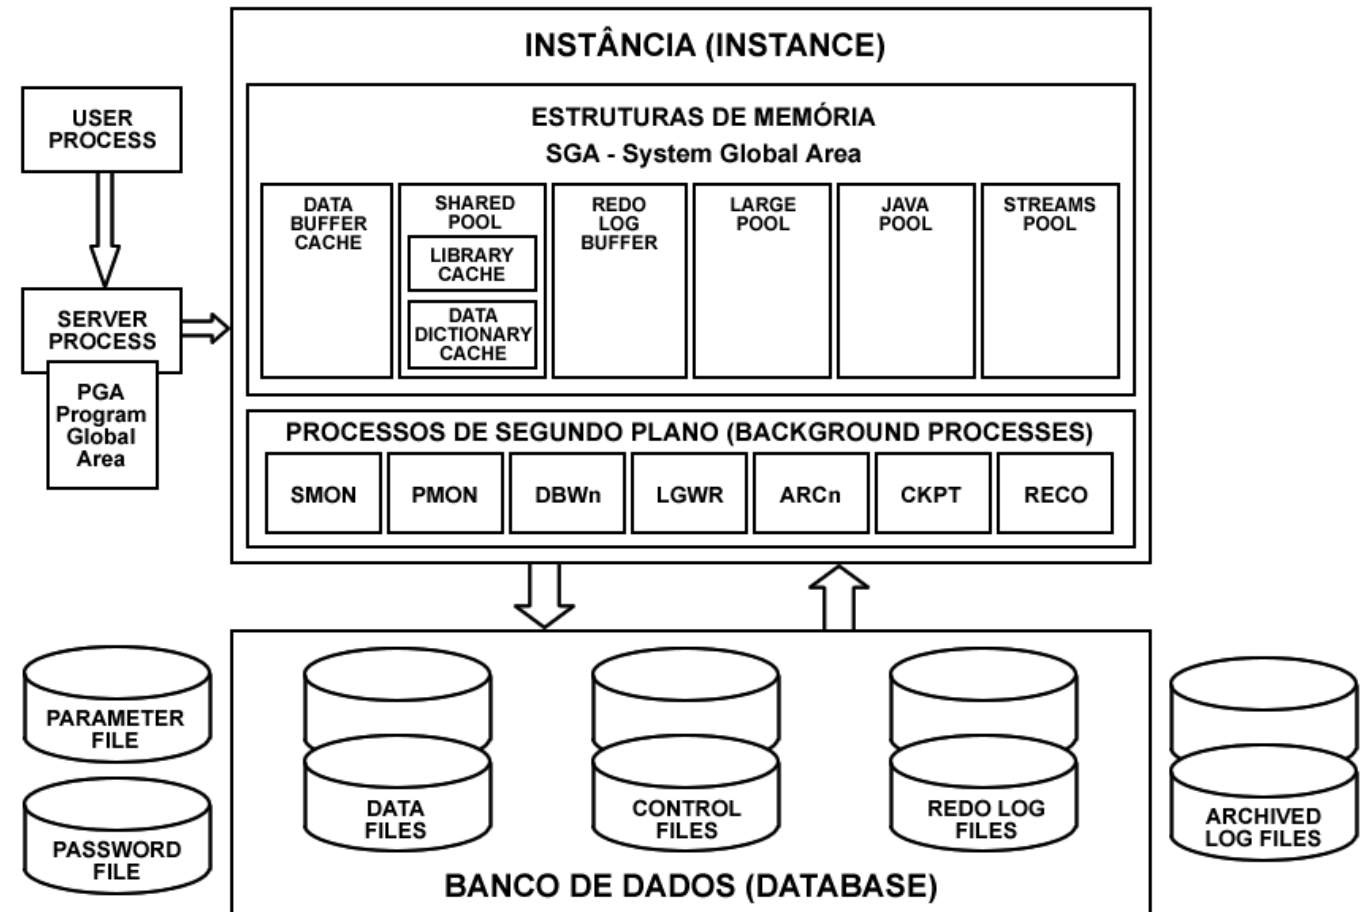 INSTÂNCIA (INSTANCE)
USER
PROCESS
SERVER
PROCESS
PGA
Program
Global
Area
ESTRUTURAS DE MEMÓRIA
SGA - System Global Area
DATA
BUFFER
CACHE
SHARED
POOL
LIBRARY
CACHE
DATA
DICTIONARY
CACHE
REDO
LOG
BUFFER
LARGE
POOL
JAVA
POOL
STREAMS
POOL
PROCESSOS DE SEGUNDO PLANO (BACKGROUND PROCESSES)
SMON
PMON
DBWn
LGWR
ARCn
CKPT
RECO
PARAMETER
FILE
PASSWORD
FILE
DATA
FILES
CONTROL
FILES
REDO LOG
FILES
ARCHIVED
LOG FILES
BANCO DE DADOS (DATABASE)